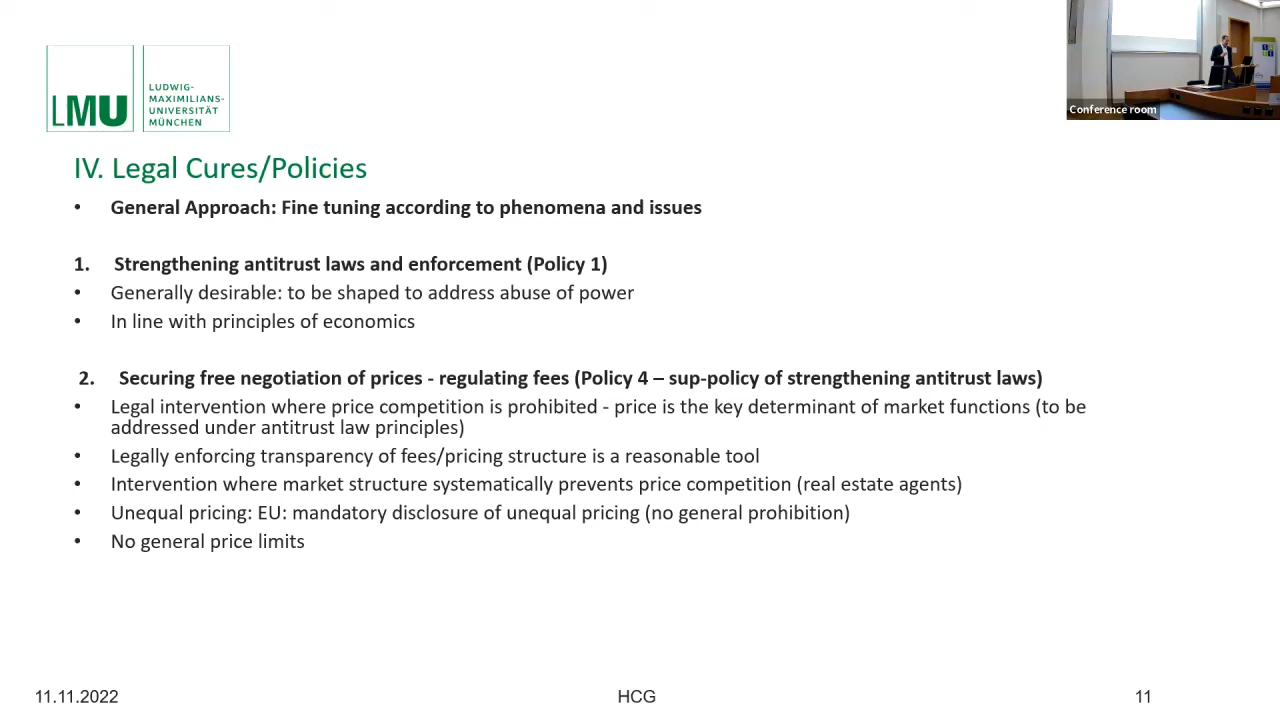 LMU
LUDWIG-
MAXIMILIANS-
UNIVERSITÄT
MÜNCHEN
Conference room
IV. Legal Cures/Policies
• General Approach: Fine tuning according to phenomena and issues
1. Strengthening antitrust laws and enforcement (Policy 1)
• Generally desirable: to be shaped to address abuse of power
• In line with principles of economics
2. Securing free negotiation of prices - regulating fees (Policy 4 – sup-policy of strengthening antitrust laws)
• Legal intervention where price competition is prohibited - price is the key determinant of market functions (to be
addressed under antitrust law principles)
• Legally enforcing transparency of fees/pricing structure is a reasonable tool
• Intervention where market structure systematically prevents price competition (real estate agents)
• Unequal pricing: EU: mandatory disclosure of unequal pricing (no general prohibition)
• No general price limits
11.11.2022
HCG
11